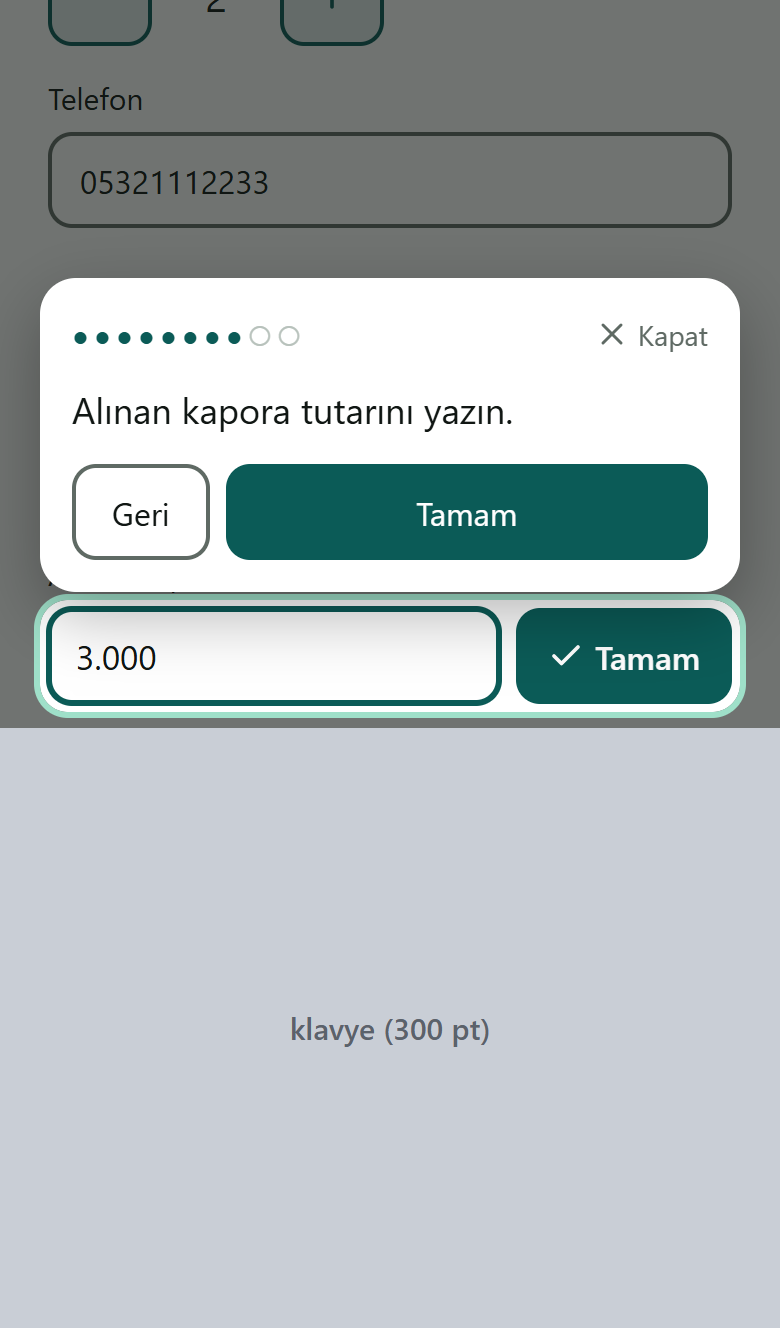 2
Telefon
05321112233
Kapat
Alınan kapora tutarını yazın.
Geri
Tamam
3.000
Tamam
klavye (300 pt)